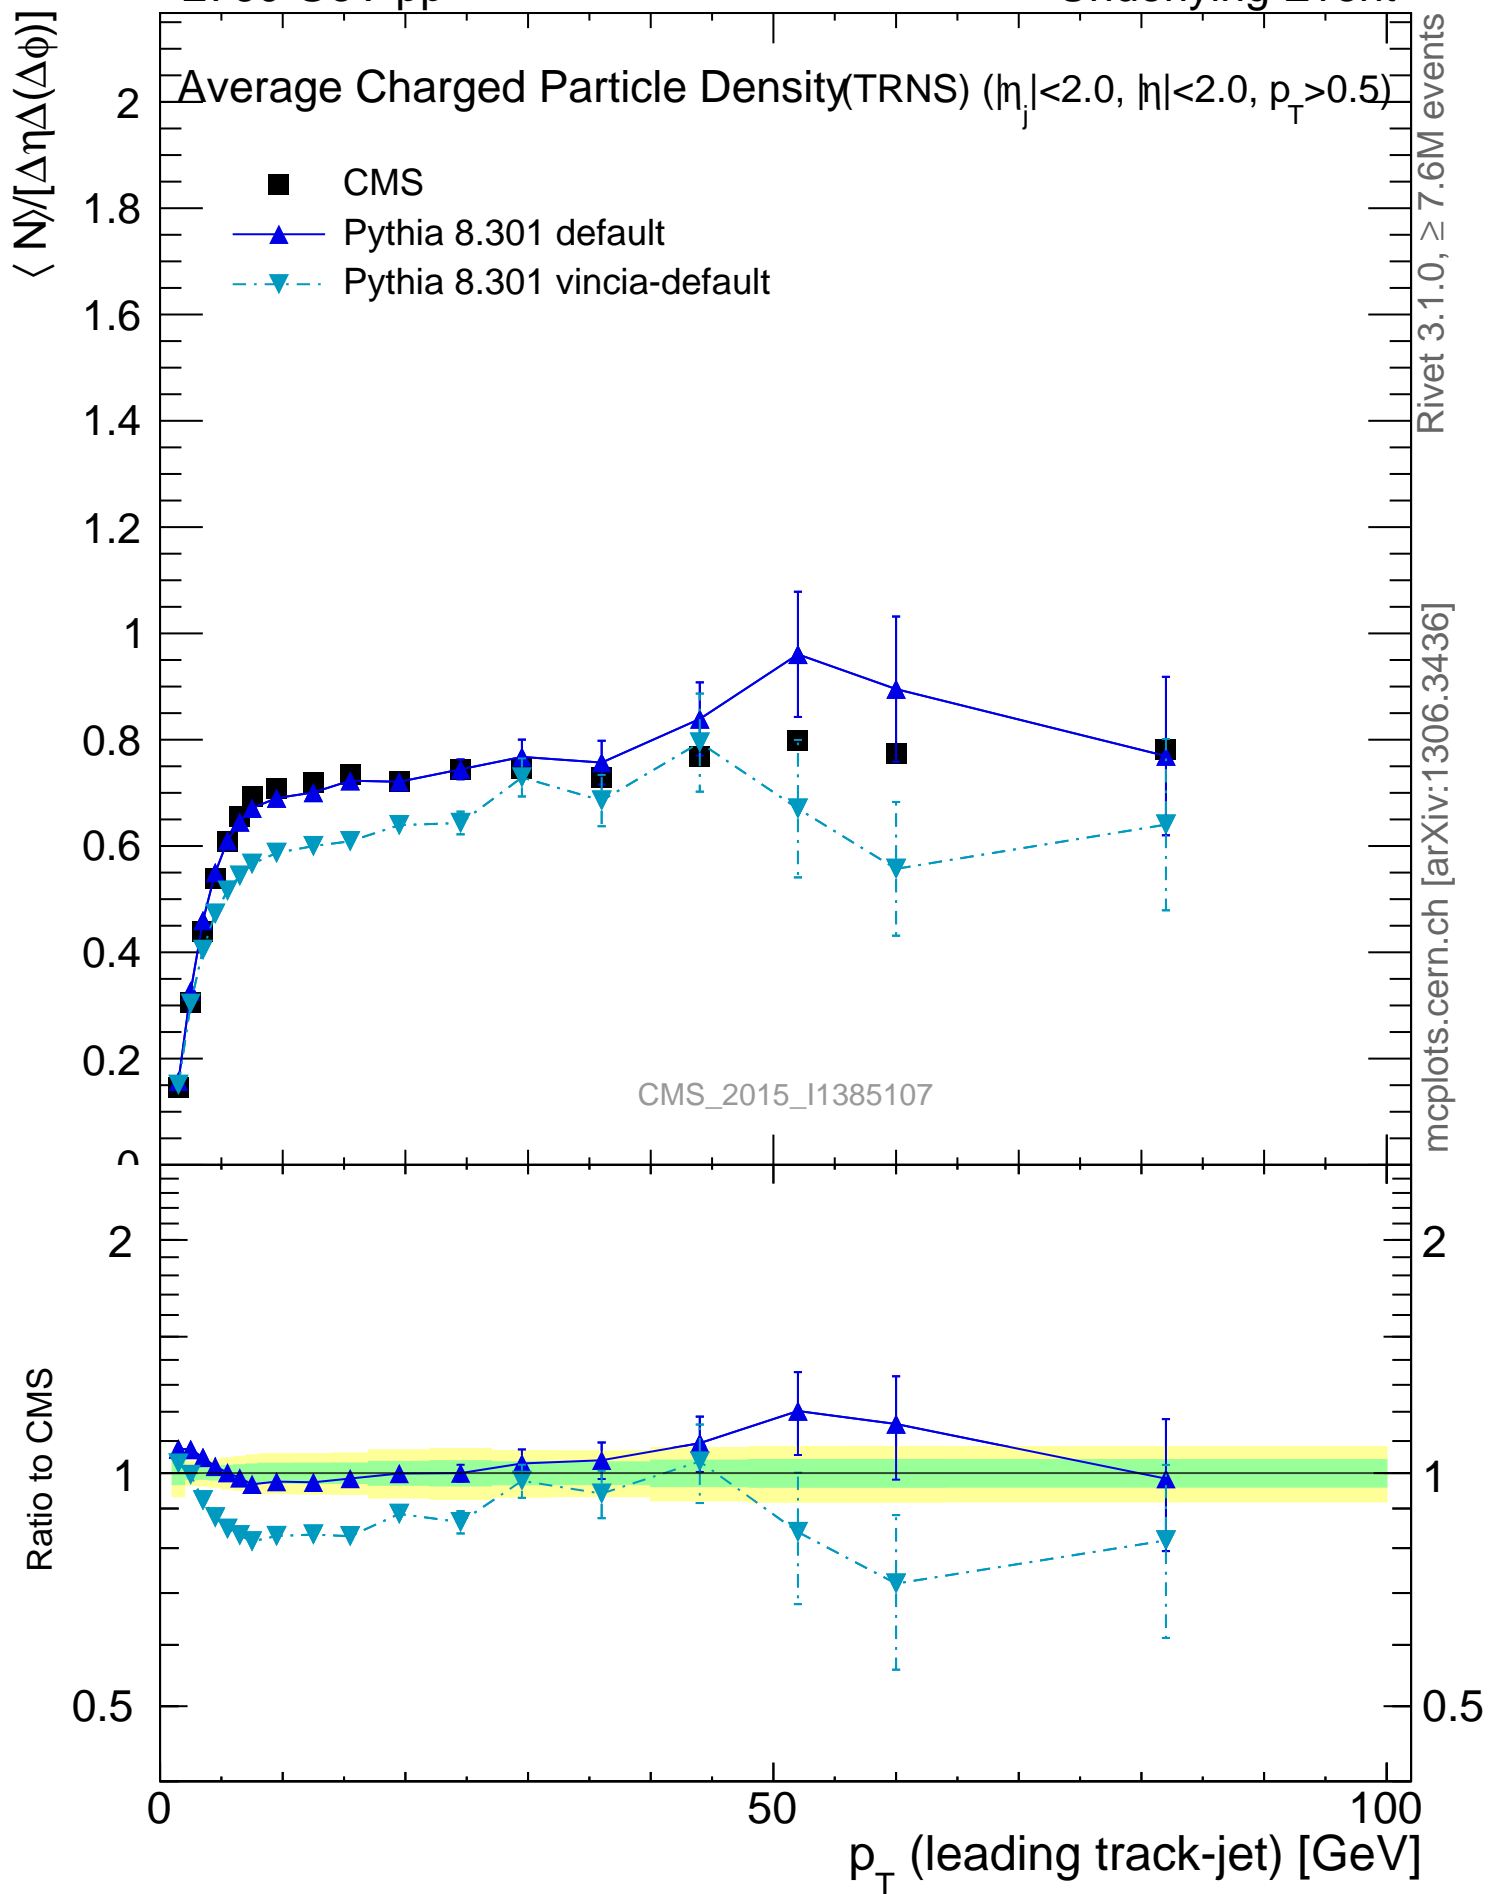 ⟨ N⟩/[ΔηΔ(Δϕ)]
Average Charged Particle Density (TRNS) (|ηj|<2.0, |η|<2.0, pT>0.5)
CMS
Pythia 8.301 default
Pythia 8.301 vincia-default
2
1.8
1.6
1.4
1.2
1
0.8
0.6
0.4
0.2
0
CMS_2015_I1385107
Rivet 3.1.0, ≥ 7.6M events
mcplots.cern.ch [arXiv:1306.3436]
Ratio to CMS
2
1
0.5
2
1
0.5
0
50
100
pT (leading track-jet) [GeV]